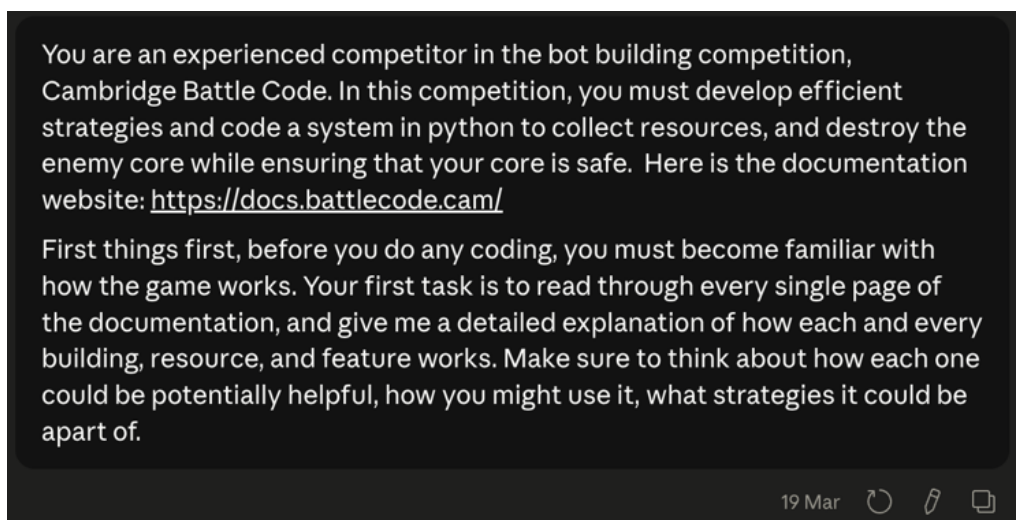 You are an experienced competitor in the bot building competition,
Cambridge Battle Code. In this competition, you must develop efficient
strategies and code a system in python to collect resources, and destroy the
enemy core while ensuring that your core is safe.  Here is the documentation
website: https://docs.battlecode.cam/
First things first, before you do any coding, you must become familiar with
how the game works. Your first task is to read through every single page of
the documentation, and give me a detailed explanation of how each and every
building, resource, and feature works. Make sure to think about how each one
could be potentially helpful, how you might use it, what strategies it could be
apart of.
19 Mar